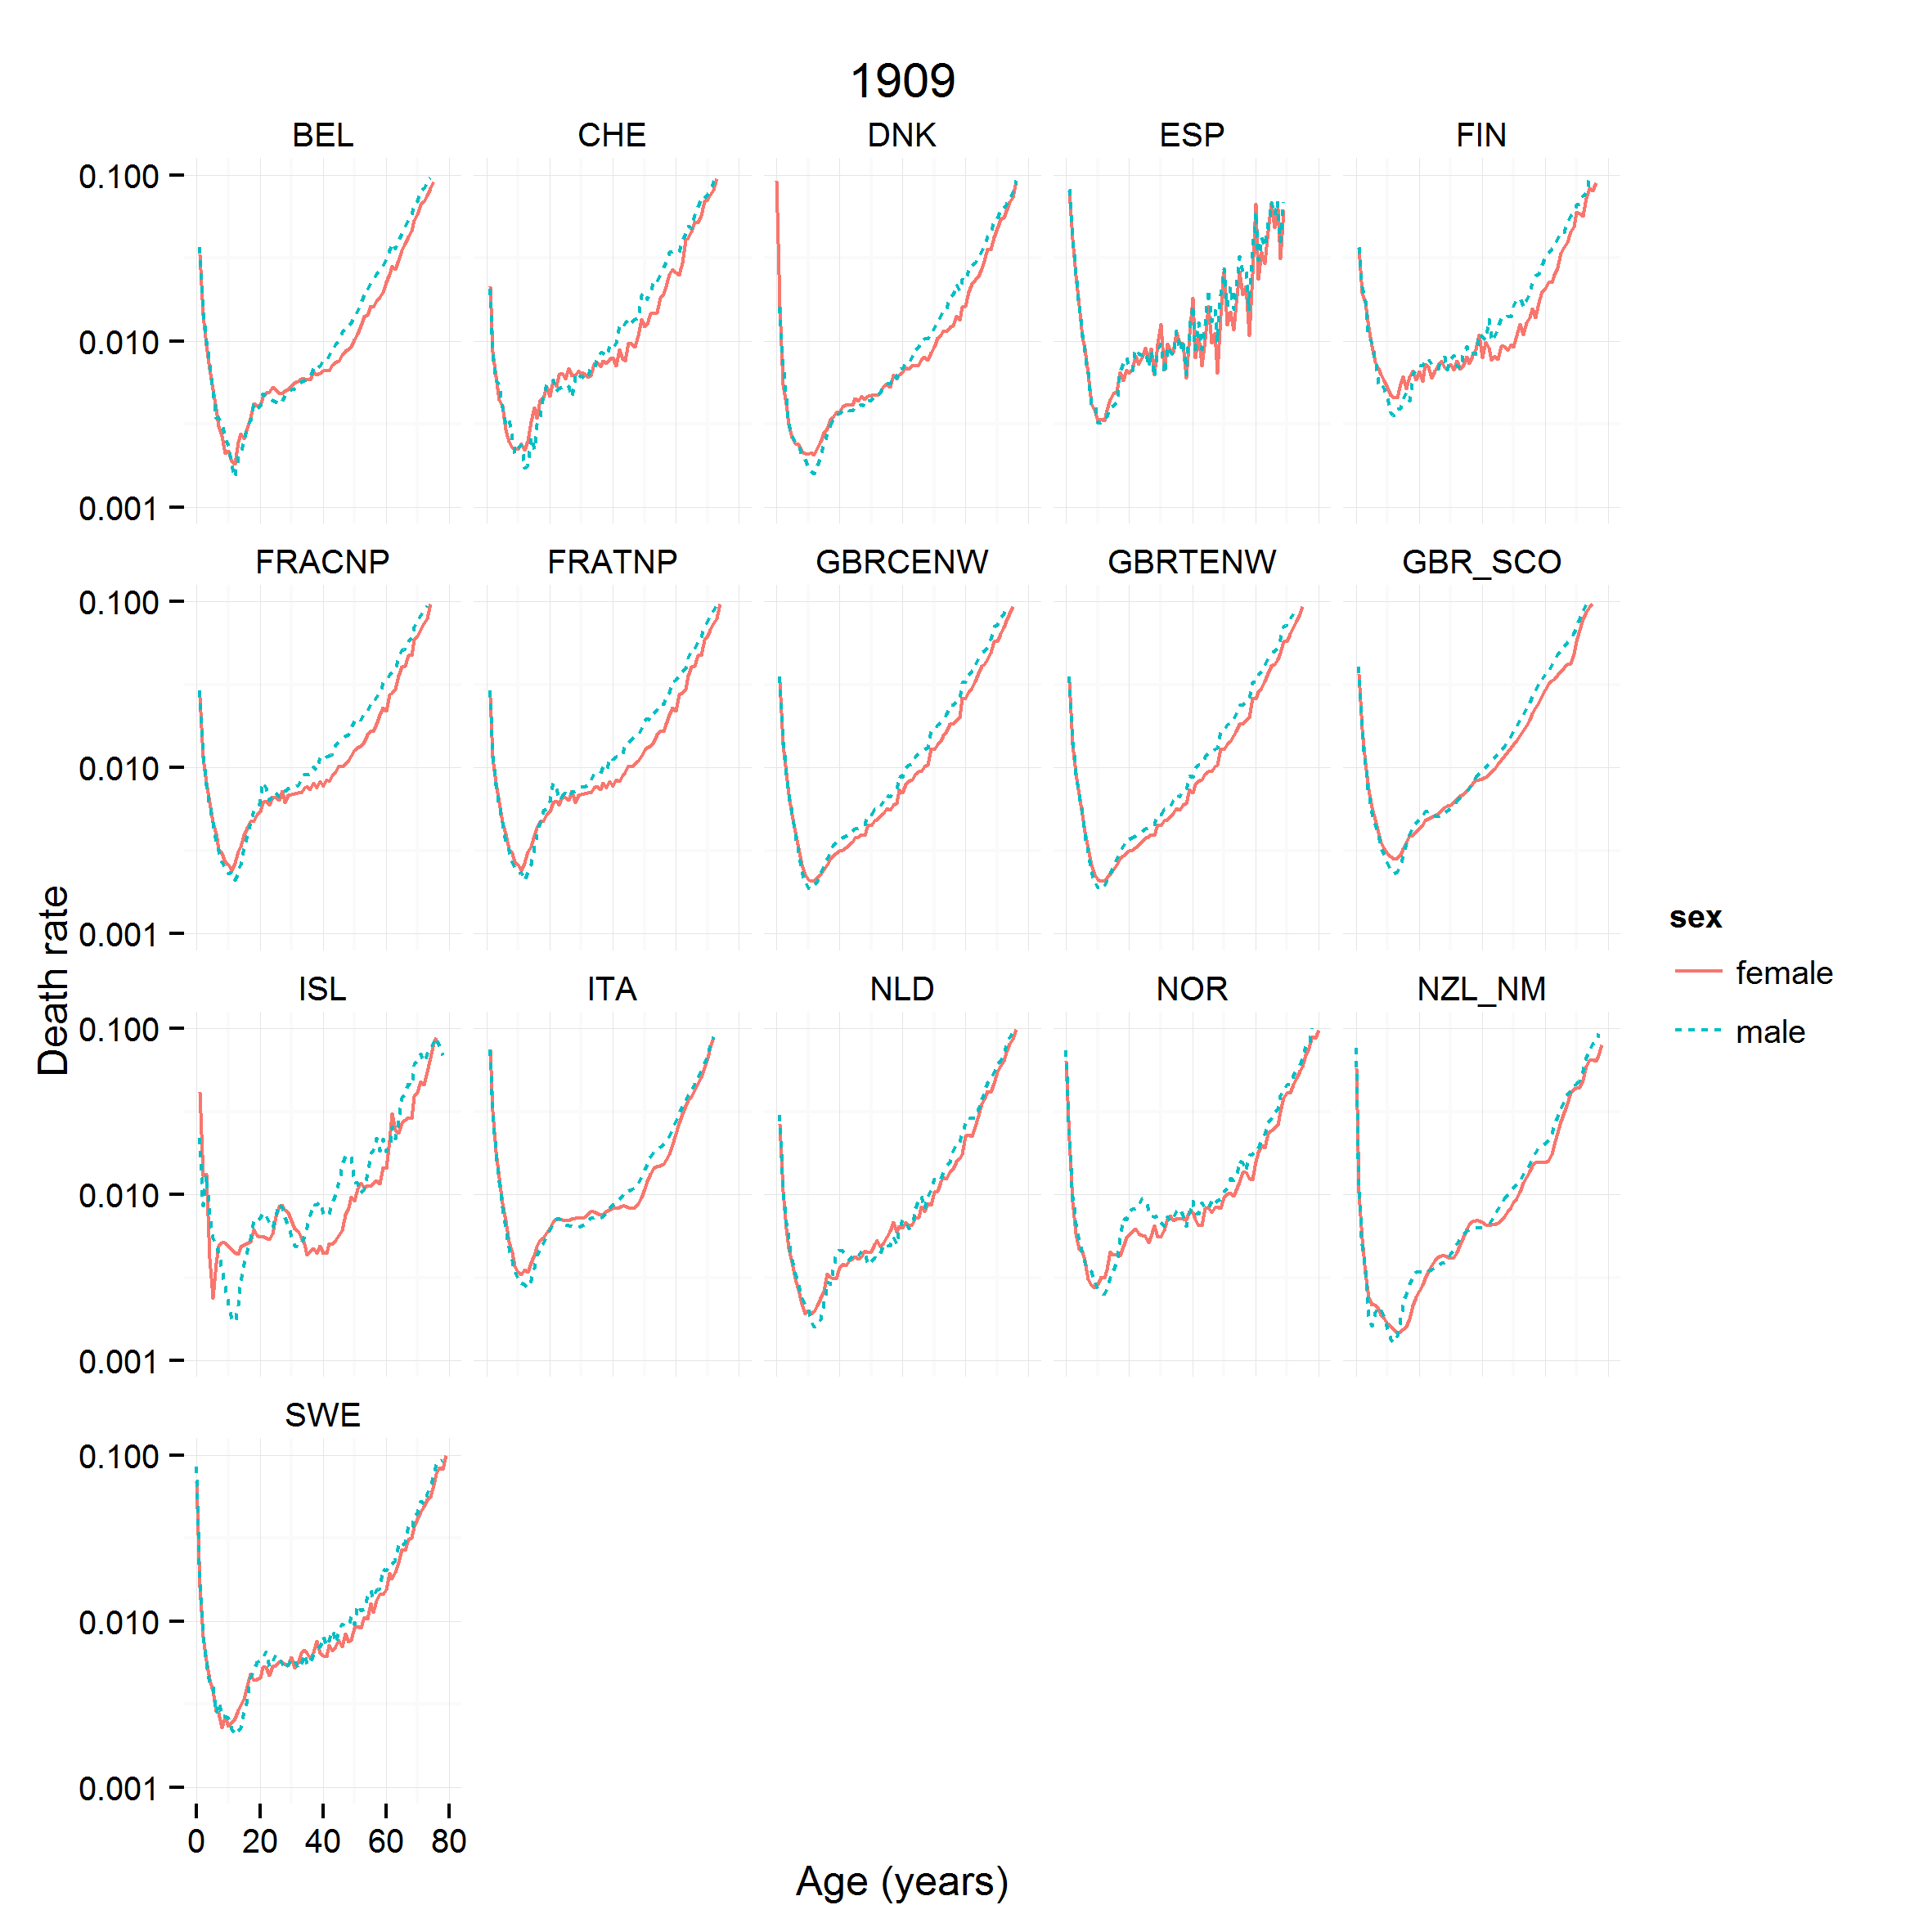 1909
BEL CHE DNK ESP FIN
0.100
0.010
0.001
FRACNP FRATNP GBRCENW GBRTENW GBR_SCO
0.100
0.010
0.001
Death rate
sex
female
male
ISL ITA NLD NOR NZL_NM
0.100
0.010
0.001
SWE
0.100
0.010
0.001
0 20 40 60 80
Age (years)